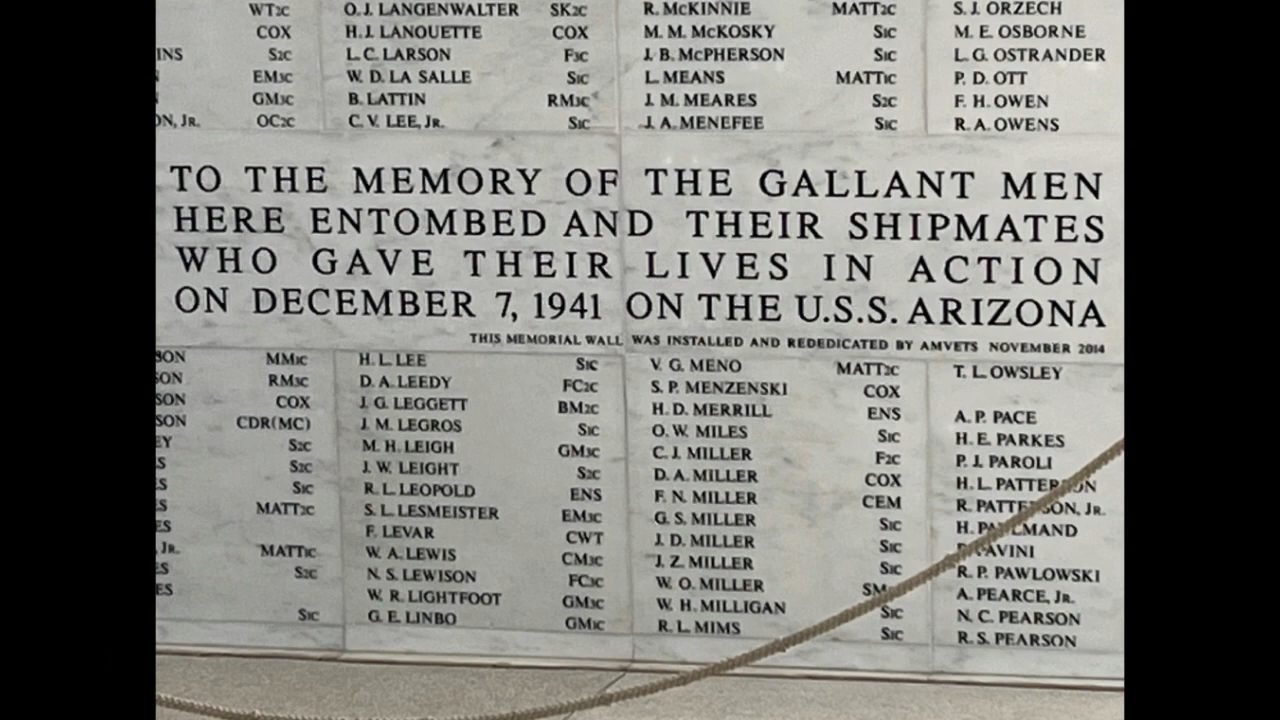 WT2C
COX
S2C
EM3C
GM3C
JR. OC2C
O. J. LANGENWALTER SK2C
H. J. LANOUETTE COX
L. C. LARSON F3C
W. D. LA SALLE S1C
B. LATTIN RM3C
C. V. LEE, JR. S1C
R. McKINNIE MATT2C
M. M. McKOSKY S1C
J. B. McPHERSON S1C
L. MEANS MATT1C
J. M. MEARES S2C
J. A. MENEFEE S1C
S. J. ORZECH
M. E. OSBORNE
L. G. OSTRANDER
P. D. OTT
F. H. OWEN
R. A. OWENS
TO THE MEMORY OF THE GALLANT MEN
HERE ENTOMBED AND THEIR SHIPMATES
WHO GAVE THEIR LIVES IN ACTION
ON DECEMBER 7, 1941 ON THE U.S.S. ARIZONA
THIS MEMORIAL WALL WAS INSTALLED AND REDEDICATED BY AMVETS NOVEMBER 2014
MM1C
RM3C
COX
CDR(MC)
S2C
S2C
S1C
MATT3C
JR. MATT1C
S2C
S1C
H. L. LEE S1C
D. A. LEEDY FC2C
J. G. LEGGETT BM2C
J. M. LEGROS S1C
M. H. LEIGH GM3C
J. W. LEIGHT S2C
R. L. LEOPOLD ENS
S. L. LESMEISTER EM3C
F. LEVAR CWT
W. A. LEWIS CM3C
N. S. LEWISON FC3C
W. R. LIGHTFOOT GM3C
G. E. LINBO GM1C
V. G. MENO MATT2C
S. P. MENZENSKI COX
H. D. MERRILL ENS
O. W. MILES S1C
C. J. MILLER F2C
D. A. MILLER COX
F. N. MILLER CEM
G. S. MILLER S1C
J. D. MILLER S1C
J. Z. MILLER S1C
W. O. MILLER
W. H. MILLIGAN S1C
R. L. MIMS S1C
T. L. OWSLEY
A. P. PACE
H. E. PARKES
P. J. PAROLI
H. L. PATTERSON
R. PATTERSON, JR.
H.
R. P. PAWLOWSKI
A. PEARCE, JR.
N. C. PEARSON
R. S. PEARSON